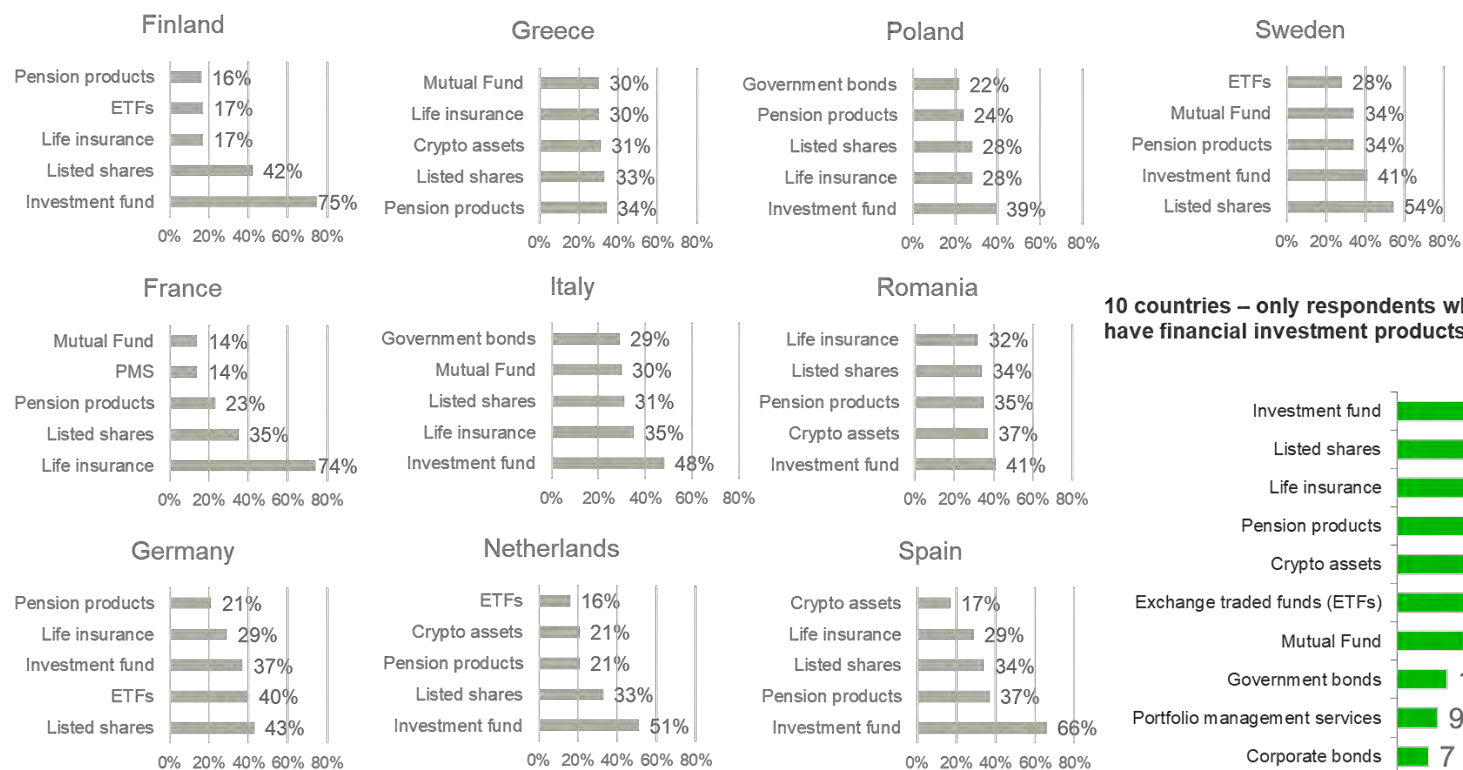 Finland
Pension products 16%
ETFs 17%
Life insurance 17%
Listed shares 42%
Investment fund 75%
0% 20% 40% 60% 80%
Greece
Mutual Fund 30%
Life insurance 30%
Crypto assets 31%
Listed shares 33%
Pension products 34%
0% 20% 40% 60% 80%
Poland
Government bonds 22%
Pension products 24%
Listed shares 28%
Life insurance 28%
Investment fund 39%
0% 20% 40% 60% 80%
Sweden
ETFs 28%
Mutual Fund 34%
Pension products 34%
Investment fund 41%
Listed shares 54%
0% 20% 40% 60% 80%
France
Mutual Fund 14%
PMS 14%
Pension products 23%
Listed shares 35%
Life insurance 74%
0% 20% 40% 60% 80%
Italy
Government bonds 29%
Mutual Fund 30%
Listed shares 31%
Life insurance 35%
Investment fund 48%
0% 20% 40% 60% 80%
Romania
Life insurance 32%
Listed shares 34%
Pension products 35%
Crypto assets 37%
Investment fund 41%
0% 20% 40% 60% 80%
10 countries – only respondents
have financial investment products
Investment fund
Listed shares
Life insurance
Pension products
Crypto assets
Exchange traded funds (ETFs)
Mutual Fund
Government bonds
Portfolio management services 9
Corporate bonds 7
Germany
Pension products 21%
Life insurance 29%
Investment fund 37%
ETFs 40%
Listed shares 43%
0% 20% 40% 60% 80%
Netherlands
ETFs 16%
Crypto assets 21%
Pension products 21%
Listed shares 33%
Investment fund 51%
0% 20% 40% 60% 80%
Spain
Crypto assets 17%
Life insurance 29%
Listed shares 34%
Pension products 37%
Investment fund 66%
0% 20% 40% 60% 80%